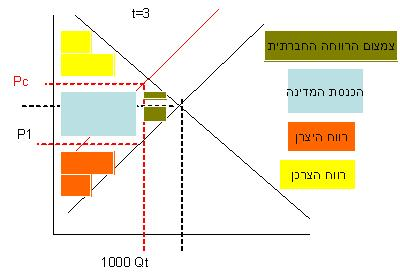 t=3
צמצום הרווחה החברתית
Pc
הכנסת המדינה
P1
רווח היצרן
רווח הצרכן
1000 Qt